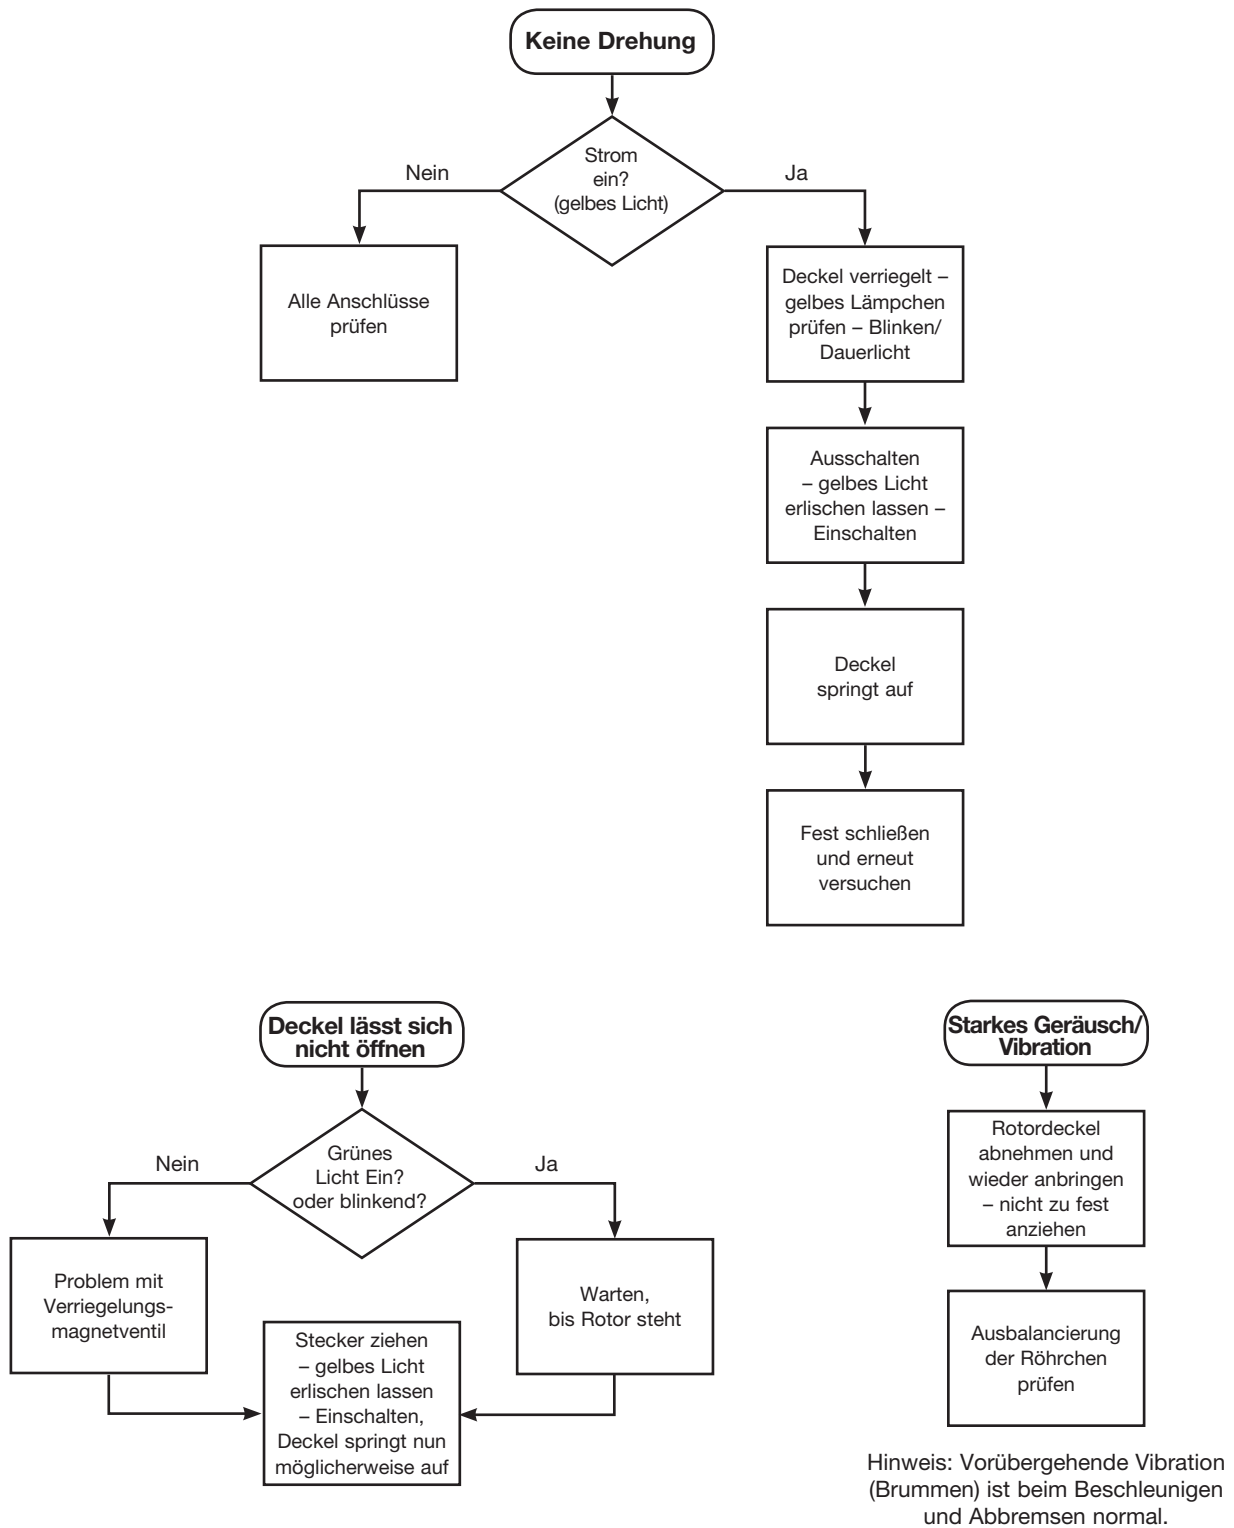 Keine Drehung
Strom
ein?
(gelbes Licht)
Nein
Ja
Alle Anschlüsse
prüfen
Deckel verriegelt –
gelbes Lämpchen
prüfen – Blinken/
Dauerlicht
Ausschalten
– gelbes Licht
erlischen lassen –
Einschalten
Deckel
springt auf
Fest schließen
und erneut
versuchen
Deckel lässt sich
nicht öffnen
Grünes
Licht Ein?
oder blinkend?
Nein
Ja
Problem mit
Verriegelungs-
magnetventil
Warten,
bis Rotor steht
Stecker ziehen
– gelbes Licht
erlischen lassen
– Einschalten,
Deckel springt nun
möglicherweise auf
Starkes Geräusch/
Vibration
Rotordeckel
abnehmen und
wieder anbringen
– nicht zu fest
anziehen
Ausbalancierung
der Röhrchen
prüfen
Hinweis: Vorübergehende Vibration
(Brummen) ist beim Beschleunigen
und Abbremsen normal.